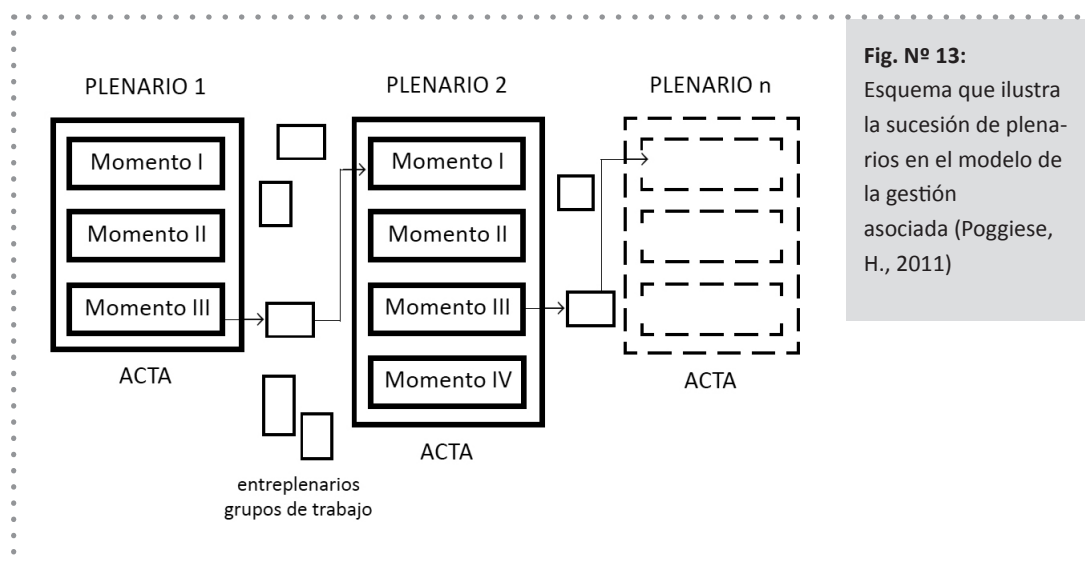 PLENARIO 1
Momento I
Momento II
Momento III
ACTA
entreplenarios
grupos de trabajo
PLENARIO 2
Momento I
Momento II
Momento III
Momento IV
ACTA
PLENARIO n
ACTA
Fig. Nº 13:
Esquema que ilustra
la sucesión de plena-
rios en el modelo de
la gestión
asociada (Poggiese,
H., 2011)